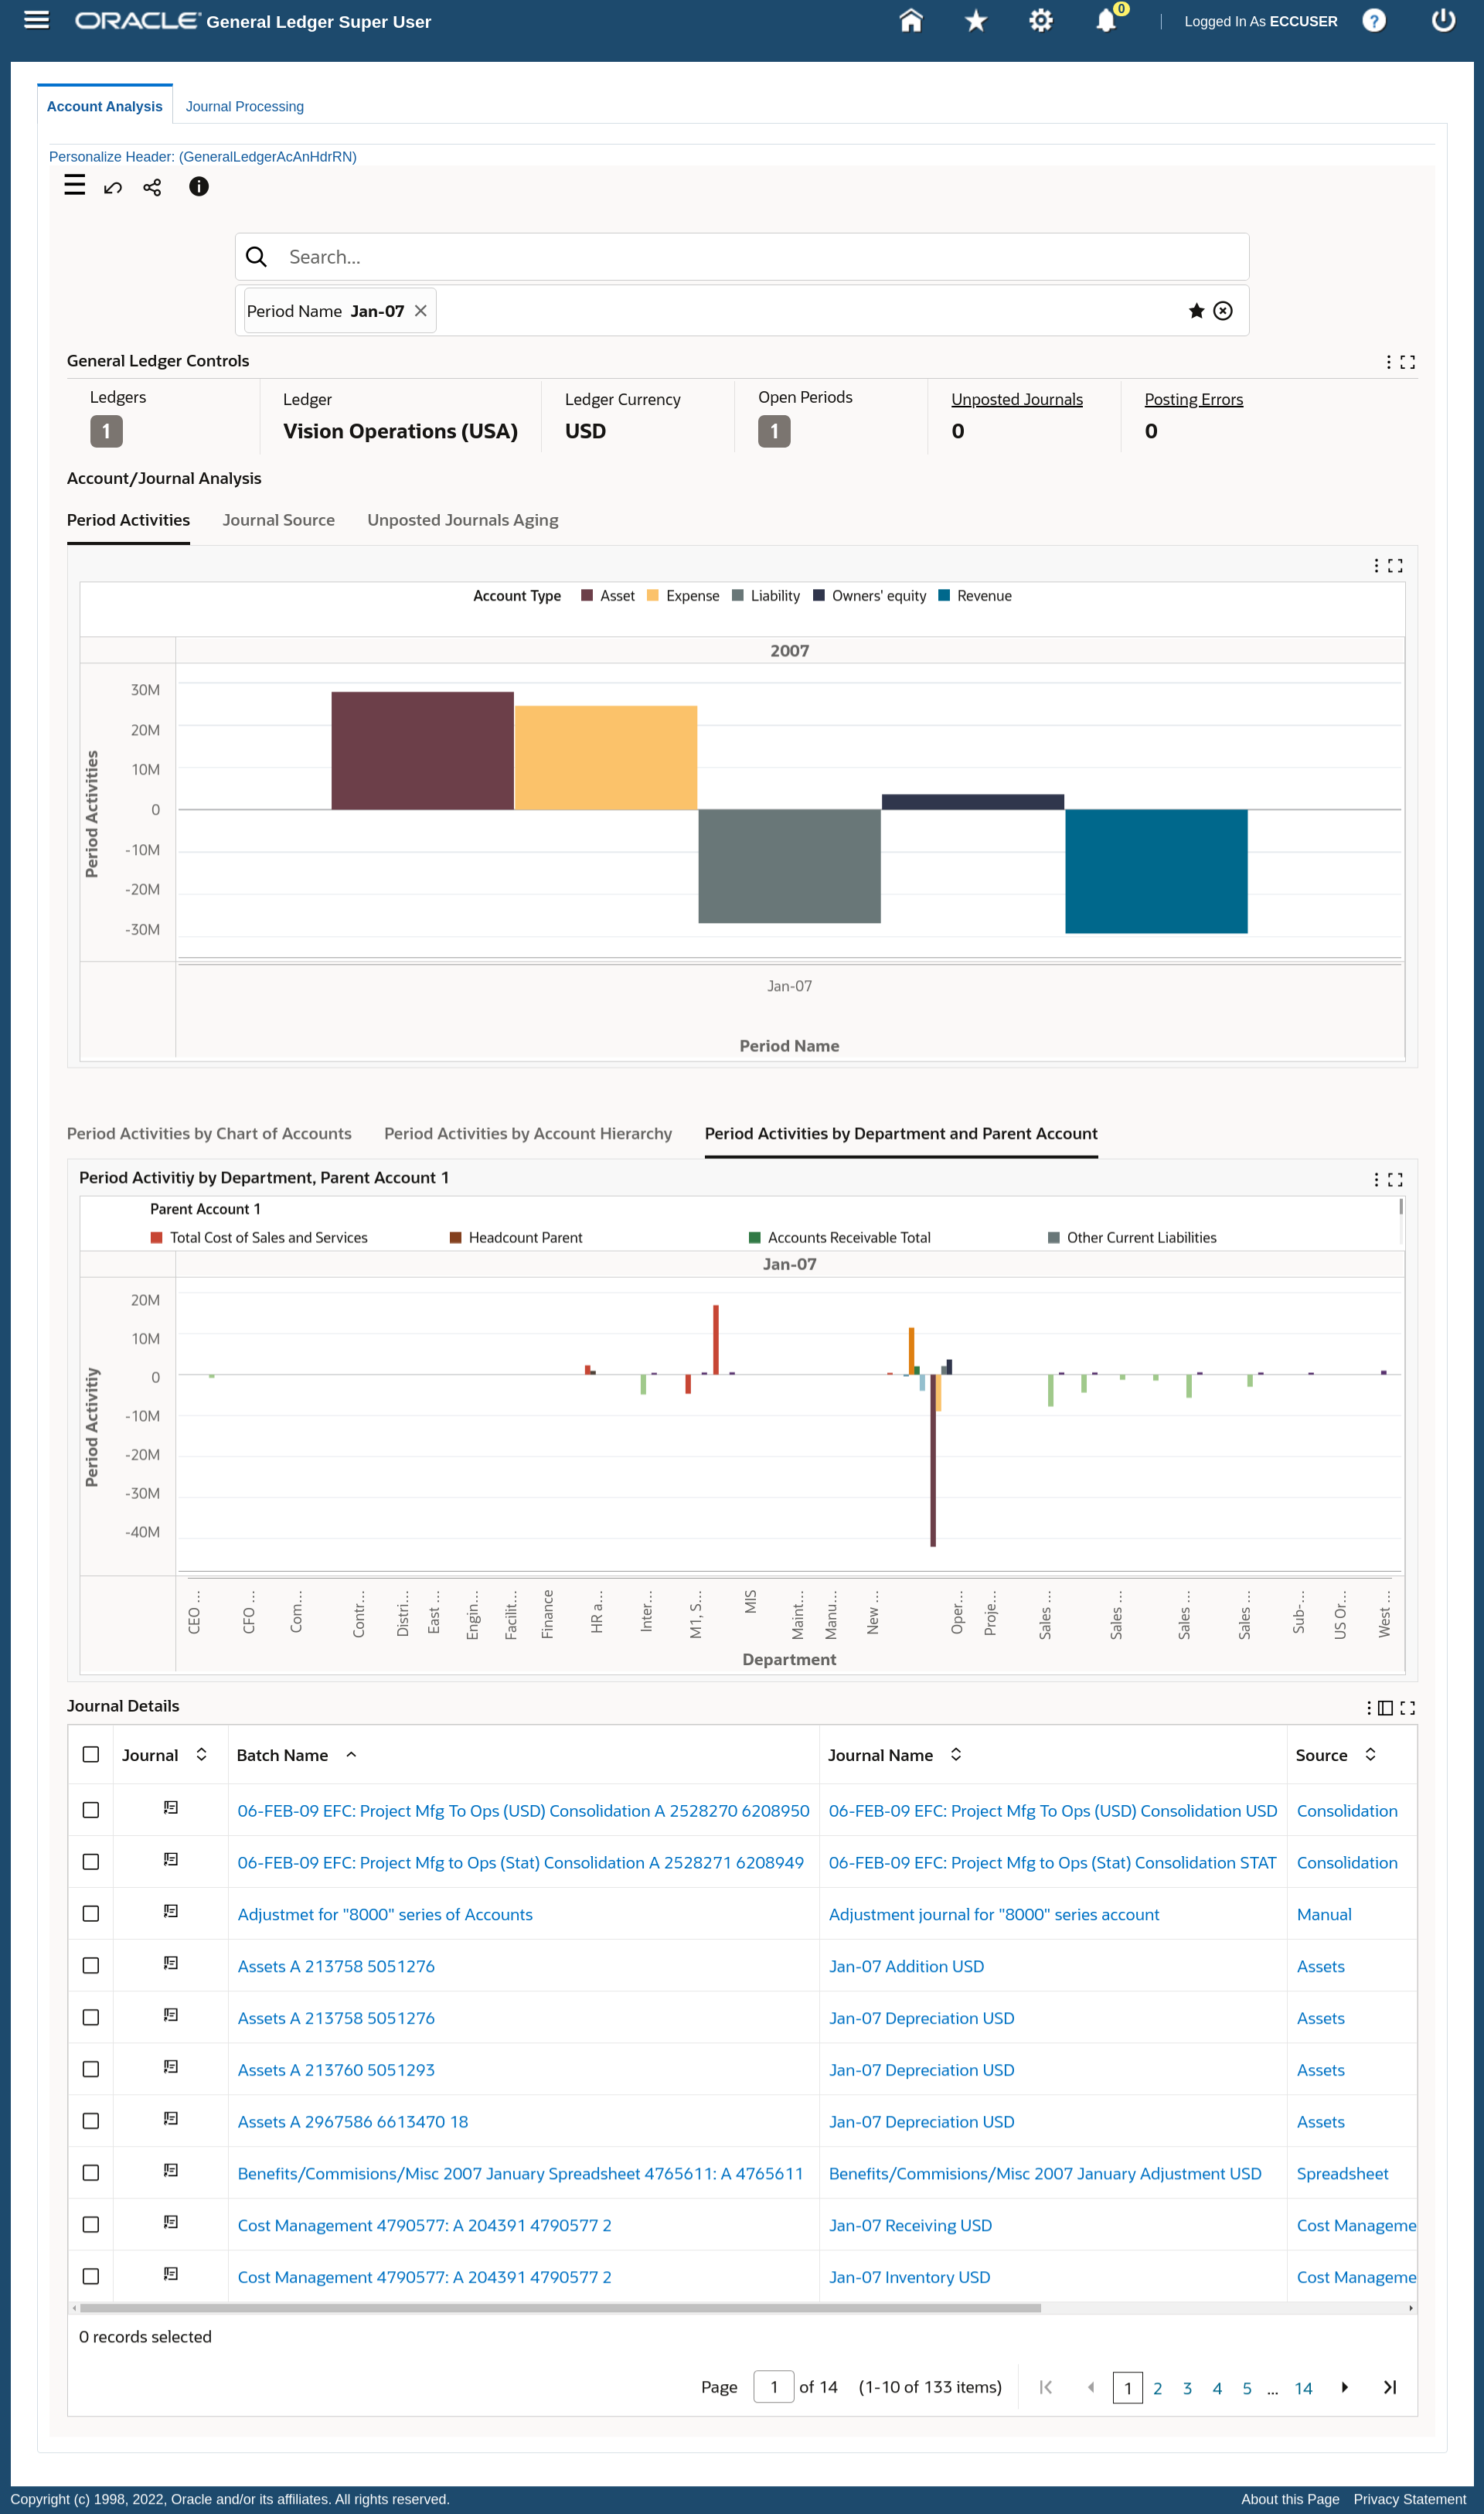 ORACLE General Ledger Super User
0
Logged In As ECCUSER
?
Account Analysis Journal Processing
Personalize Header: (GeneralLedgerAcAnHdrRN)
Search...
Period Name Jan-07
General Ledger Controls
Ledgers Ledger Ledger Currency Open Periods Unposted Journals Posting Errors
1 Vision Operations (USA) USD 1 0 0
Account/Journal Analysis
Period Activities Journal Source Unposted Journals Aging
Account Type Asset Expense Liability Owners' equity Revenue
2007
30M
20M
10M
0
-10M
-20M
-30M
Period Activities
Jan-07
Period Name
Period Activities by Chart of Accounts Period Activities by Account Hierarchy Period Activities by Department and Parent Account
Period Activitiy by Department, Parent Account 1
Parent Account 1
Total Cost of Sales and Services Headcount Parent Accounts Receivable Total Other Current Liabilities
Jan-07
20M
10M
0
-10M
-20M
-30M
-40M
Period Activitiy
CEO ... CFO ... Com... Contr... Distri... East ... Engin... Facilit... Finance HR a... Inter... M1, S... MIS Maint... Manu... New ... Oper... Proje... Sales ... Sales ... Sales ... Sales ... Sub-... US Or... West ...
Department
Journal Details
Journal Batch Name Journal Name Source
06-FEB-09 EFC: Project Mfg To Ops (USD) Consolidation A 2528270 6208950 06-FEB-09 EFC: Project Mfg To Ops (USD) Consolidation USD Consolidation
06-FEB-09 EFC: Project Mfg to Ops (Stat) Consolidation A 2528271 6208949 06-FEB-09 EFC: Project Mfg to Ops (Stat) Consolidation STAT Consolidation
Adjustmet for "8000" series of Accounts Adjustment journal for "8000" series account Manual
Assets A 213758 5051276 Jan-07 Addition USD Assets
Assets A 213758 5051276 Jan-07 Depreciation USD Assets
Assets A 213760 5051293 Jan-07 Depreciation USD Assets
Assets A 2967586 6613470 18 Jan-07 Depreciation USD Assets
Benefits/Commisions/Misc 2007 January Spreadsheet 4765611: A 4765611 Benefits/Commisions/Misc 2007 January Adjustment USD Spreadsheet
Cost Management 4790577: A 204391 4790577 2 Jan-07 Receiving USD Cost Manageme
Cost Management 4790577: A 204391 4790577 2 Jan-07 Inventory USD Cost Manageme
0 records selected
Page 1 of 14 (1-10 of 133 items) 1 2 3 4 5 ... 14
Copyright (c) 1998, 2022, Oracle and/or its affiliates. All rights reserved. About this Page Privacy Statement